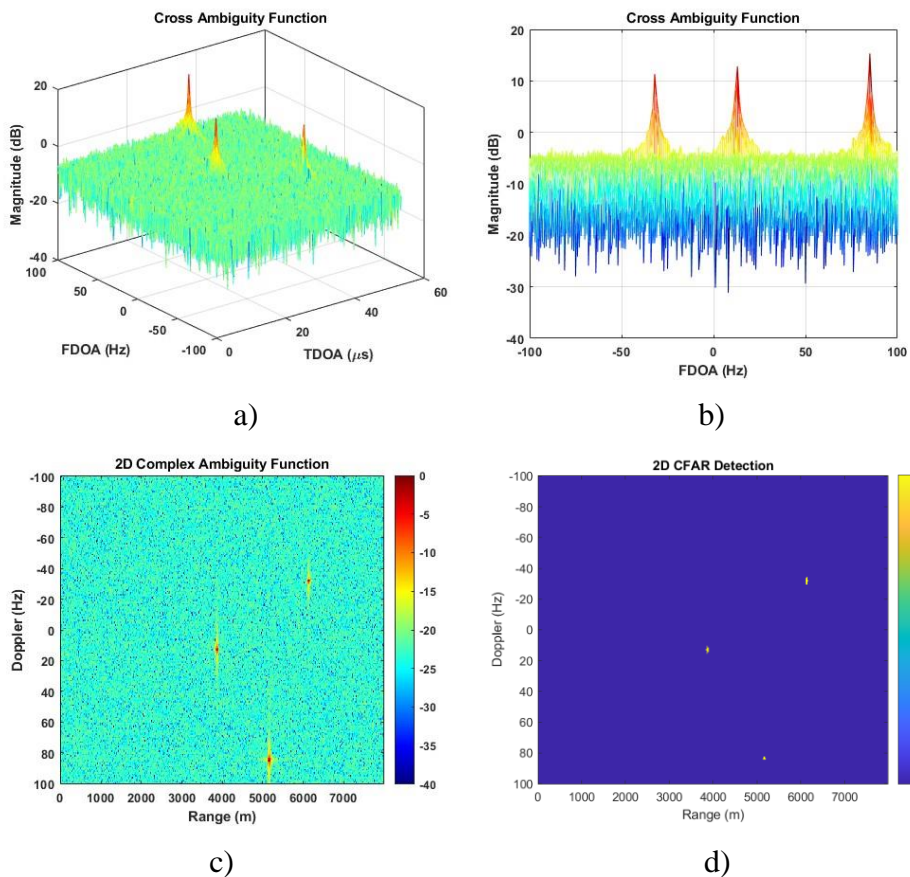 Cross Ambiguity Function
20
0
-20
-40
Magnitude (dB)
100
50
0
-50
-100
FDOA (Hz)
0
20
40
60
TDOA (μs)
a)
Cross Ambiguity Function
20
10
0
-10
-20
-30
-40
Magnitude (dB)
-100 -50 0 50 100
FDOA (Hz)
b)
2D Complex Ambiguity Function
-100
-80
-60
-40
-20
0
20
40
60
80
100
Doppler (Hz)
0 1000 2000 3000 4000 5000 6000 7000
Range (m)
0
-5
-10
-15
-20
-25
-30
-35
-40
c)
2D CFAR Detection
-100
-80
-60
-40
-20
0
20
40
60
80
100
Doppler (Hz)
0 1000 2000 3000 4000 5000 6000 7000
Range (m)
d)